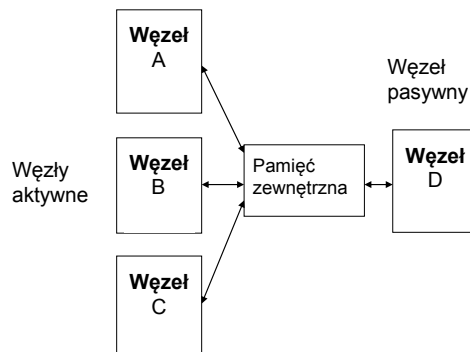 Węzeł
A
Węzeł
pasywny
Węzły
aktywne
Węzeł
B
Pamięć
zewnętrzna
Węzeł
D
Węzeł
C